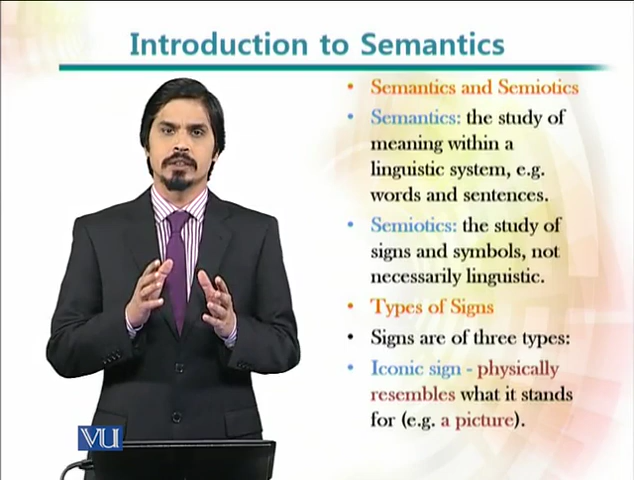 Introduction to Semantics
• Semantics and Semiotics
• Semantics: the study of
meaning within a
linguistic system, e.g.
words and sentences.
• Semiotics: the study of
signs and symbols, not
necessarily linguistic.
• Types of Signs
• Signs are of three types:
• Iconic sign - physically
resembles what it stands
for (e.g. a picture).
VU